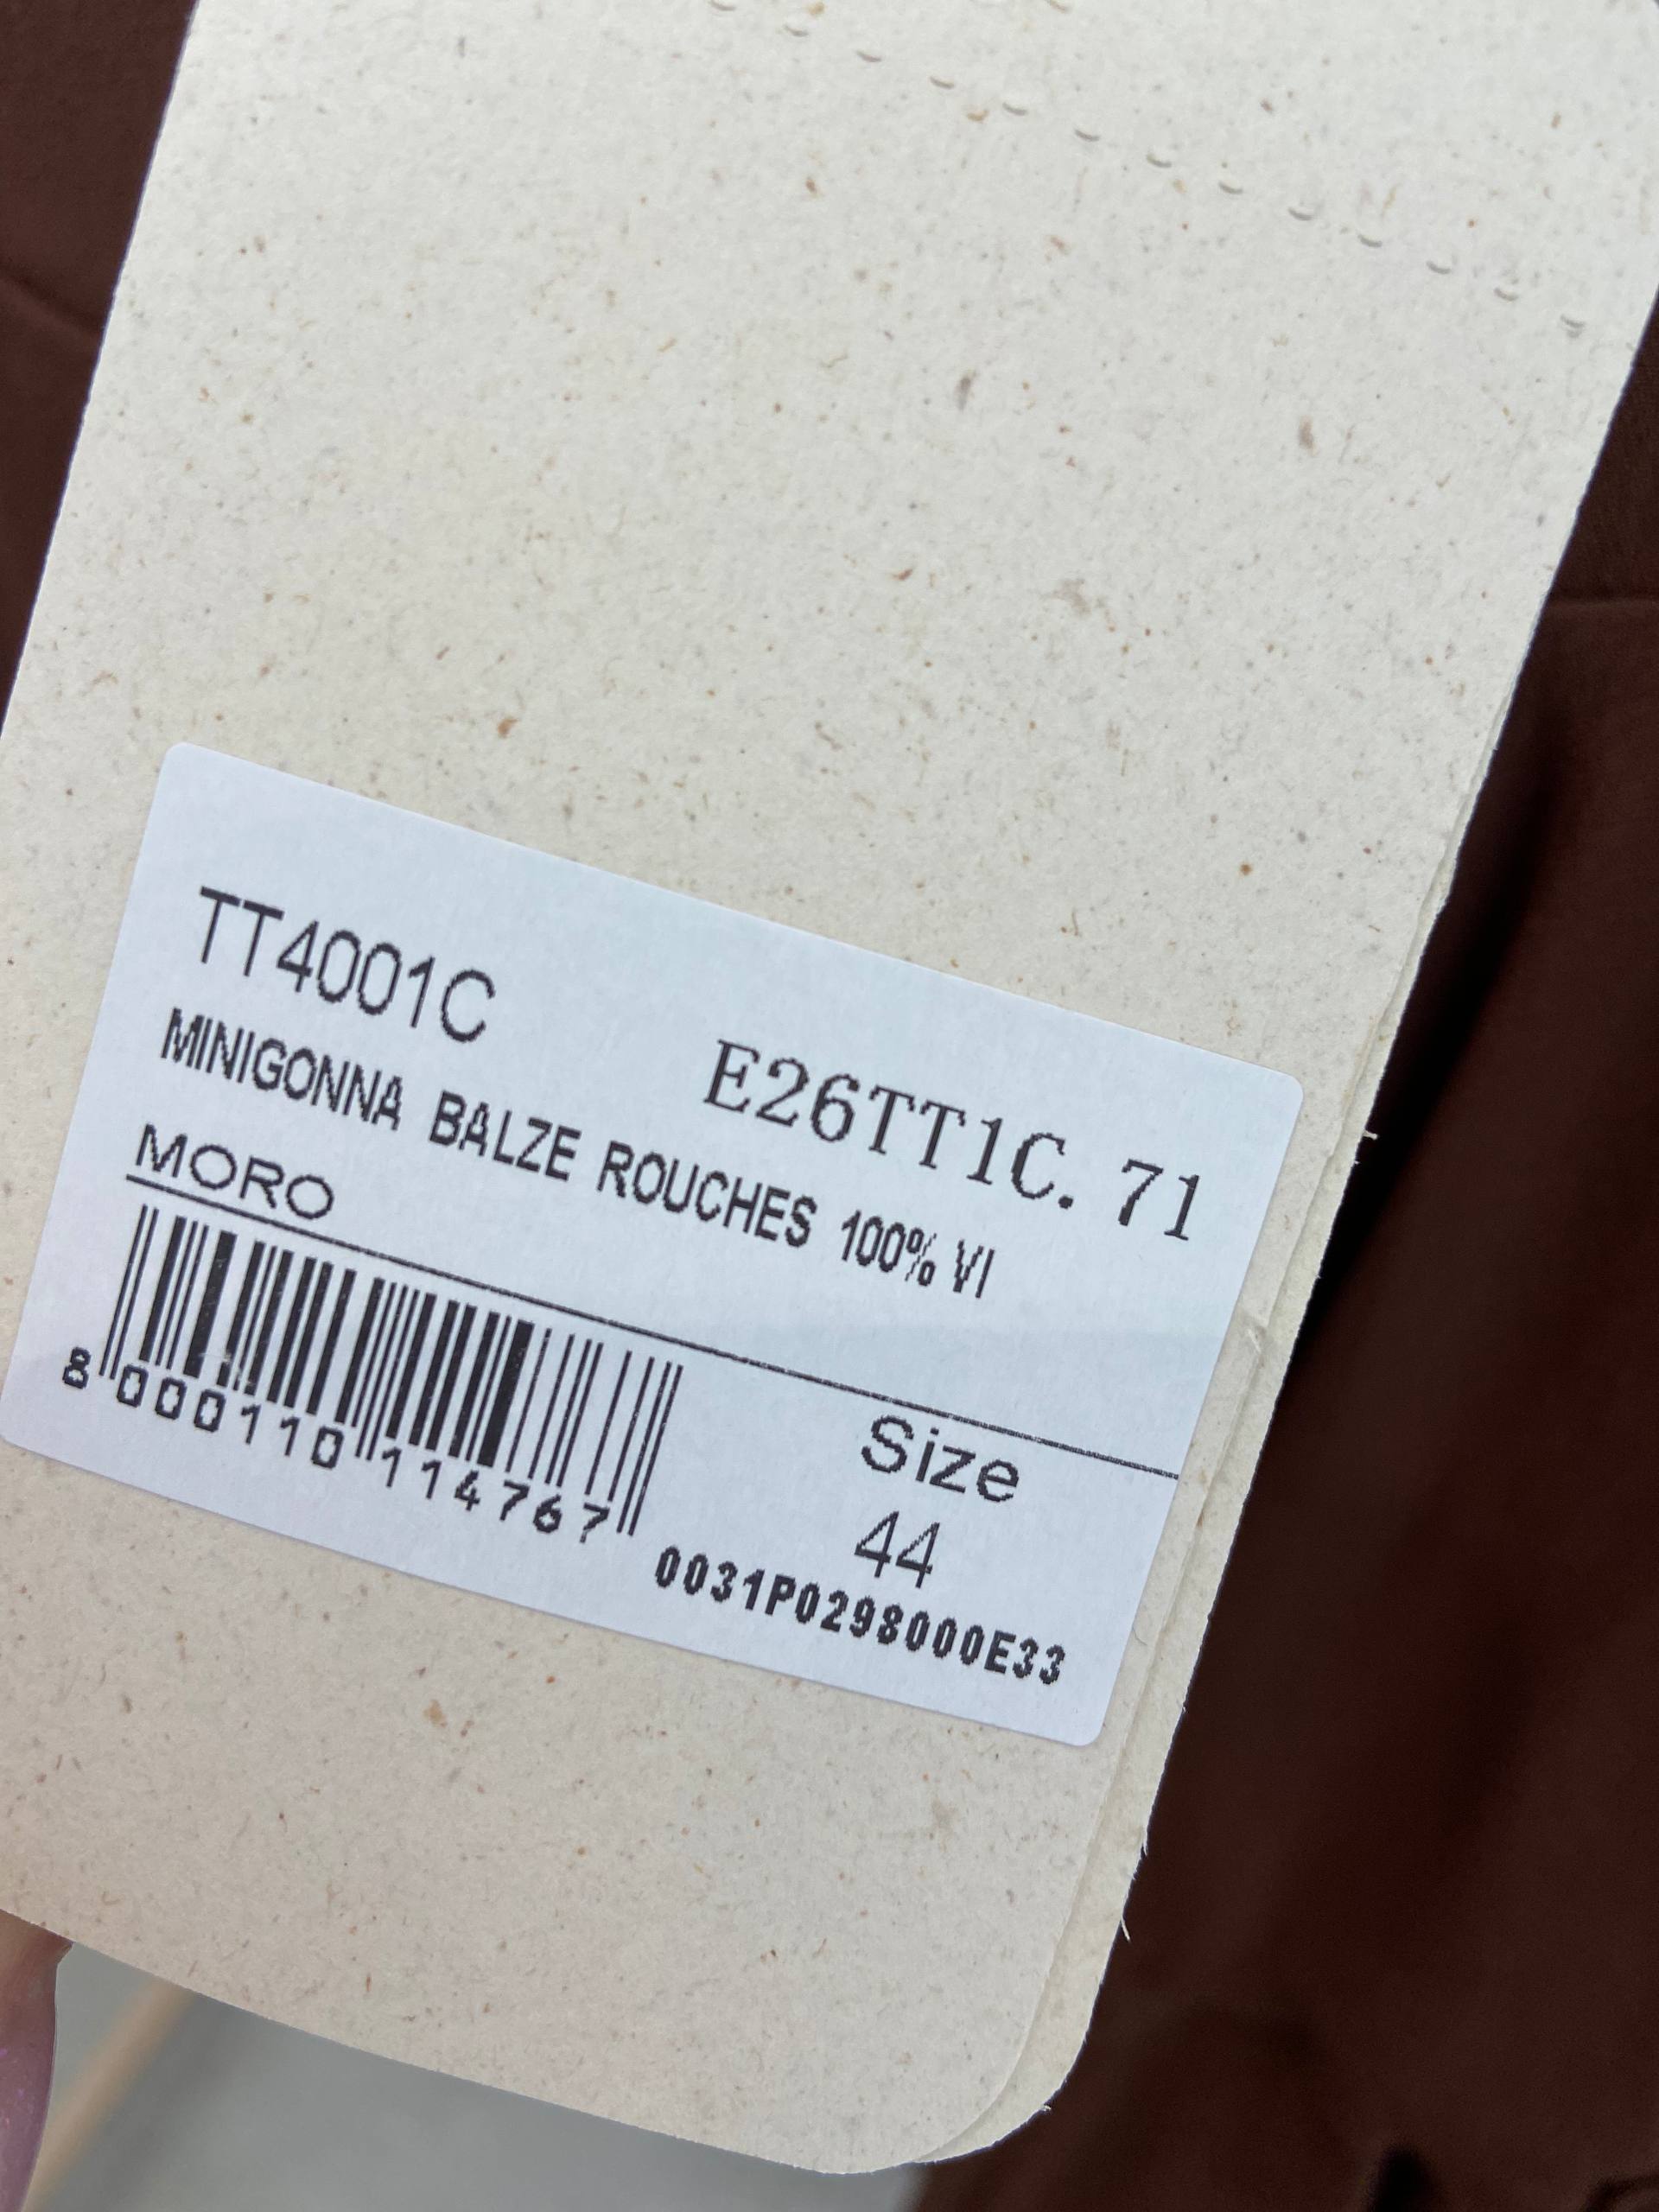 TT4001C
E26TT1C. 71
MINIGONNA BALZE ROUCHES 100% VI
MORO
8 000110 114767
Size
44
0031P0298000E33